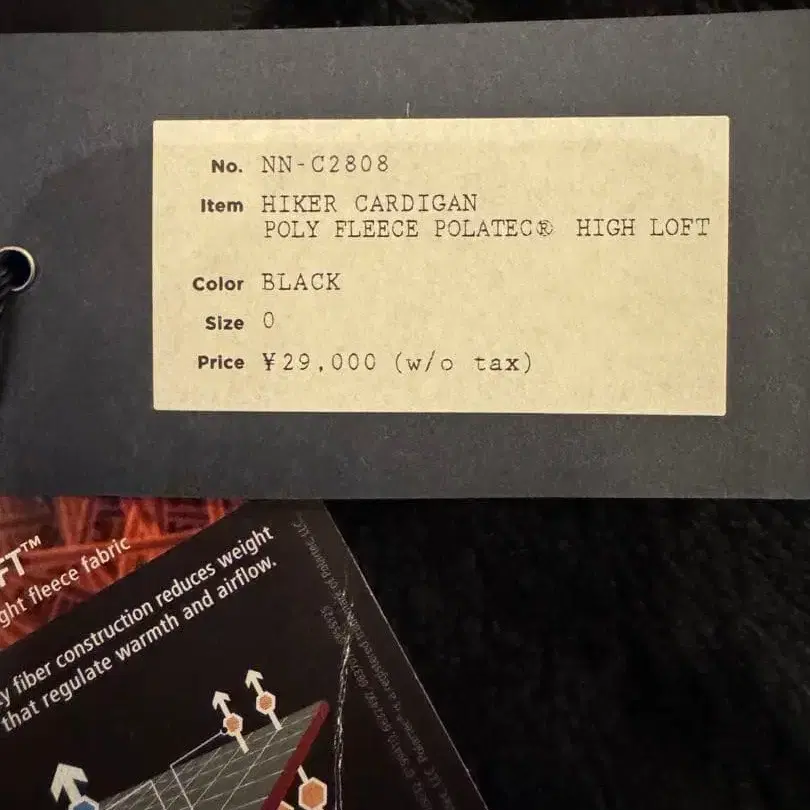 No. NN-C2808
Item HIKER CARDIGAN
POLY FLEECE POLATEC® HIGH LOFT
Color BLACK
Size 0
Price ¥29,000 (w/o tax)
FT™
ght fleece fabric
y fiber construction reduces weight
that regulate warmth and airflow.